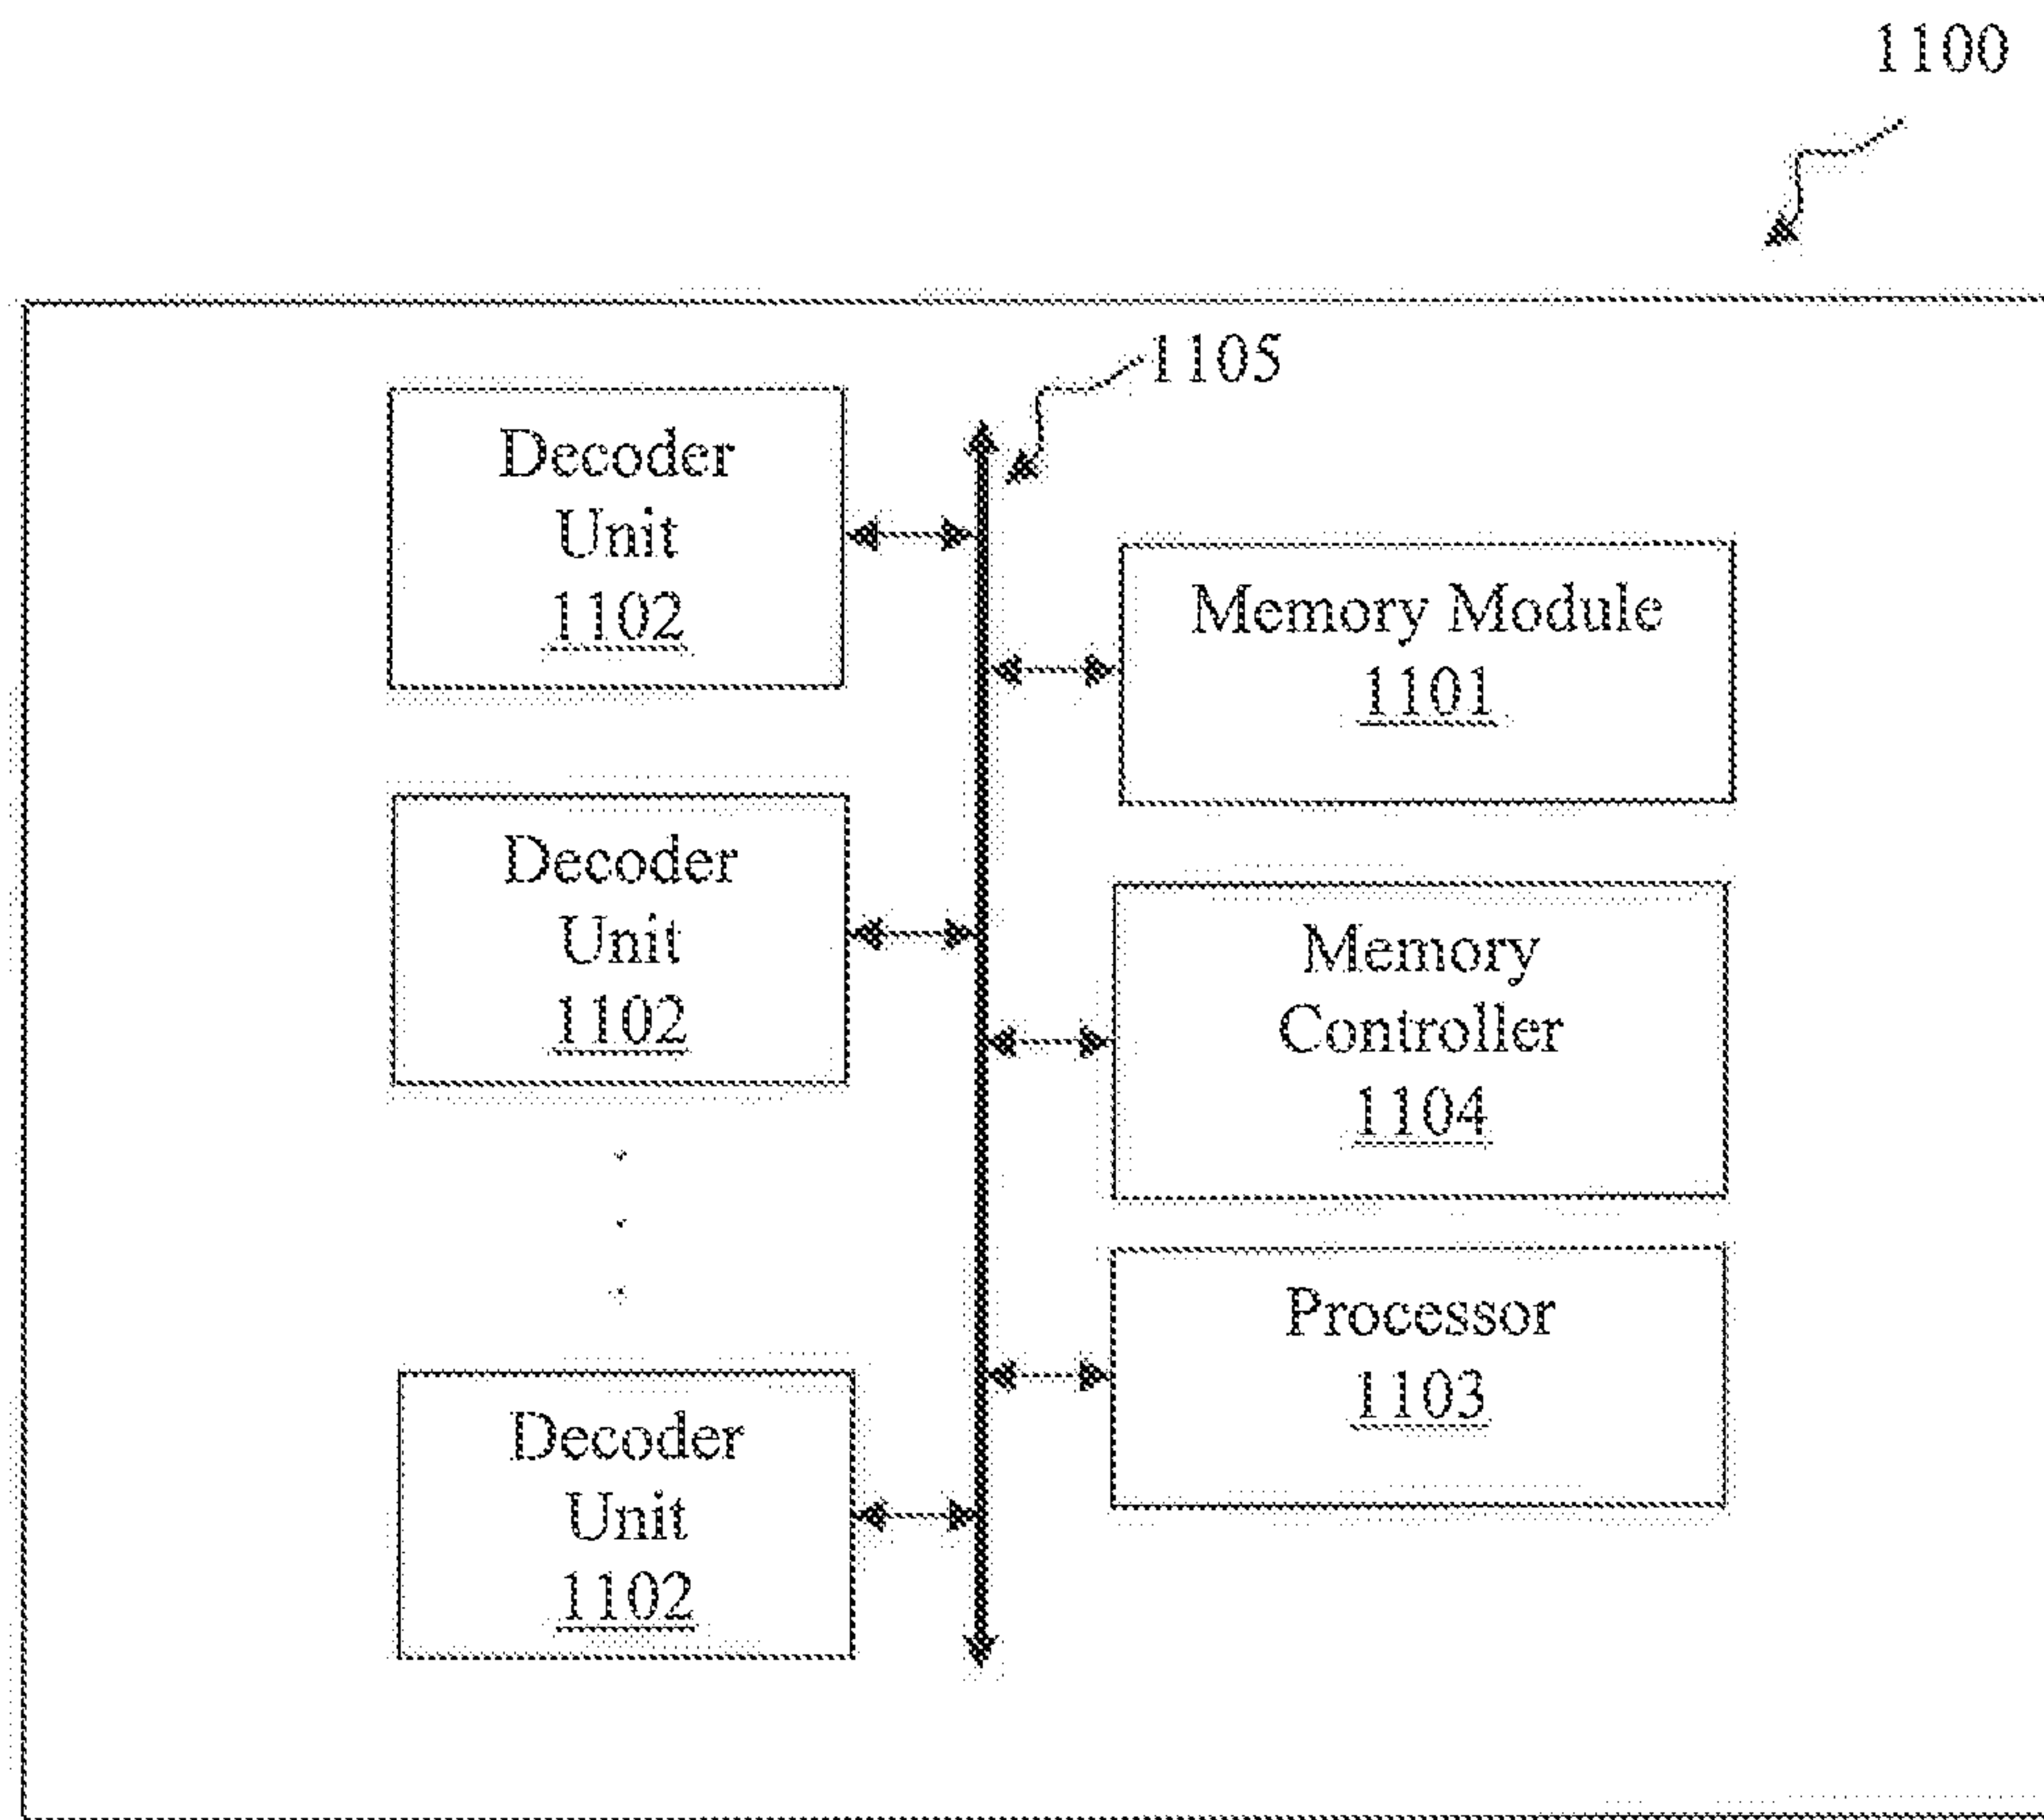 1100
1105
Decoder
Unit
1102
Memory Module
1101
Decoder
Unit
1102
Memory
Controller
1104
Processor
1103
Decoder
Unit
1102